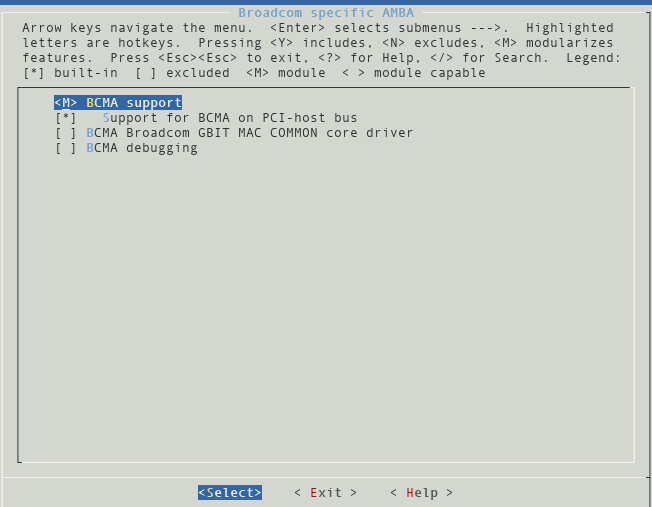 Broadcom specific AMBA
Arrow keys navigate the menu.  <Enter> selects submenus --->.  Highlighted
letters are hotkeys.  Pressing <Y> includes, <N> excludes, <M> modularizes
features.  Press <Esc><Esc> to exit, <?> for Help, </> for Search.  Legend:
[*] built-in  [ ] excluded  <M> module  < > module capable
<M> BCMA support
[*]   Support for BCMA on PCI-host bus
[ ] BCMA Broadcom GBIT MAC COMMON core driver
[ ] BCMA debugging
<Select>    < Exit >    < Help >